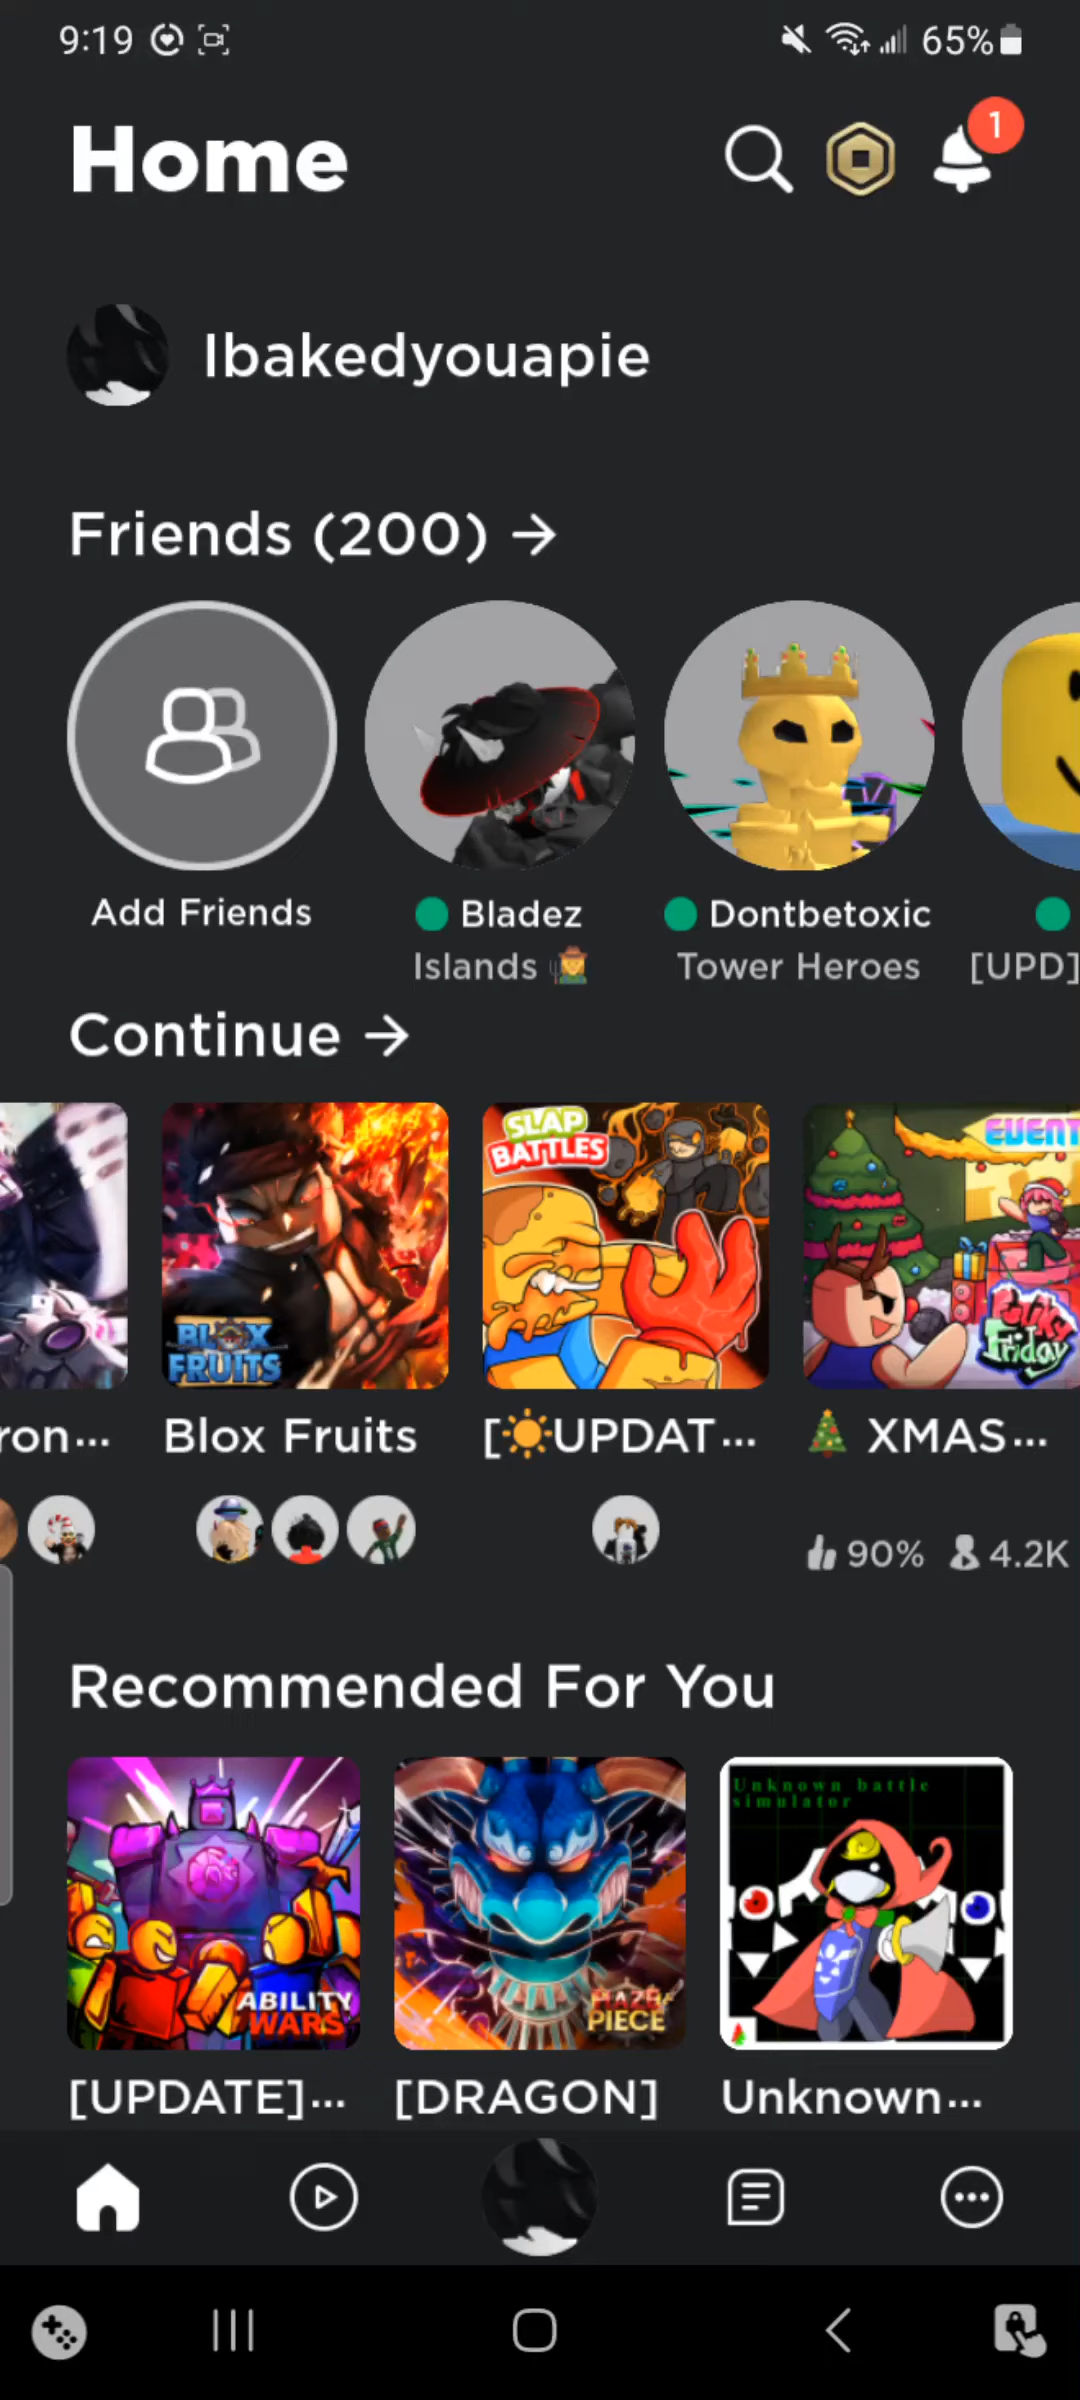 9:19
65%
Home
1
Ibakedyouapie
Friends (200) →
Add Friends
Bladez
Dontbetoxic
Islands 🧑‍🌾
Tower Heroes
[UPD]
Continue →
SLAP
BATTLES
EVENT
BLOX
FRUITS
Funky
Friday
ron...
Blox Fruits
[☀️UPDAT...
🎄 XMAS...
90%
4.2K
Recommended For You
Unknown battle
simulator
ABILITY
WARS
HAZE
PIECE
[UPDATE]...
[DRAGON]
Unknown...